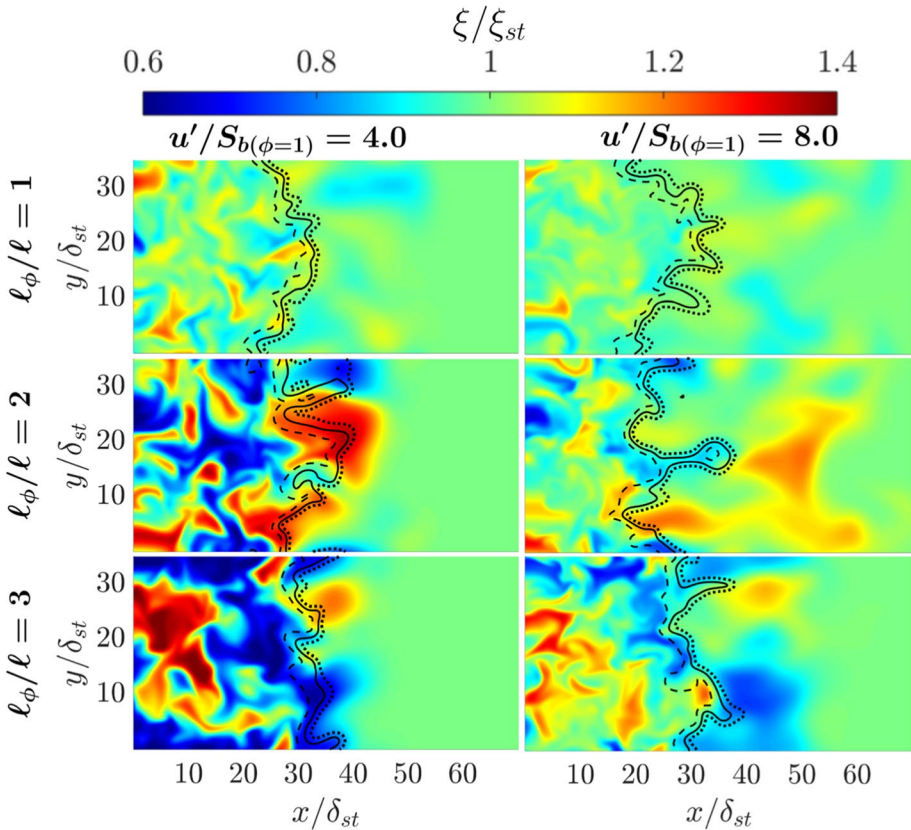 ξ/ξ_st
0.6 0.8 1 1.2 1.4
u′/S_b(ϕ=1) = 4.0 u′/S_b(ϕ=1) = 8.0
ℓ_ϕ/ℓ = 1
y/δ_st
30
20
10
ℓ_ϕ/ℓ = 2
y/δ_st
30
20
10
ℓ_ϕ/ℓ = 3
y/δ_st
30
20
10
10 20 30 40 50 60 10 20 30 40 50 60
x/δ_st x/δ_st